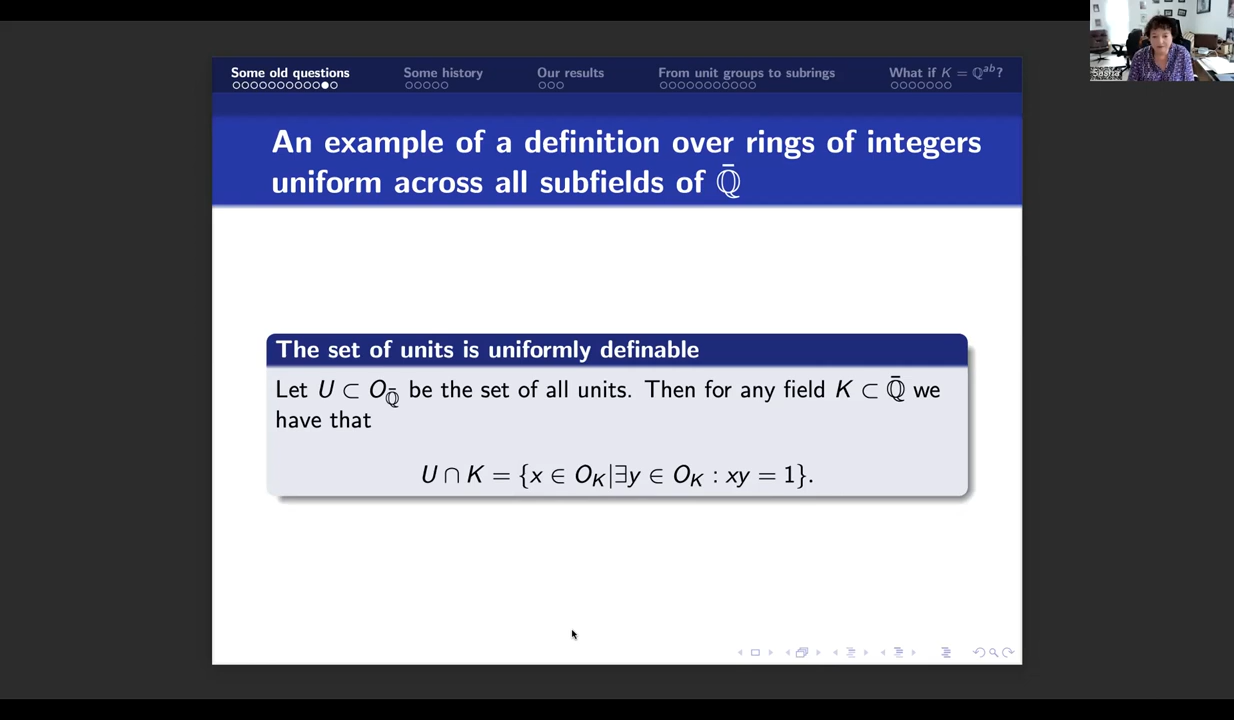 Some old questions Some history Our results From unit groups to subrings What if K = ℚᵃᵇ?
An example of a definition over rings of integers
uniform across all subfields of ℚ̄
The set of units is uniformly definable
Let U ⊂ O_ℚ̄ be the set of all units. Then for any field K ⊂ ℚ̄ we
have that
U ∩ K = {x ∈ O_K|∃y ∈ O_K : xy = 1}.